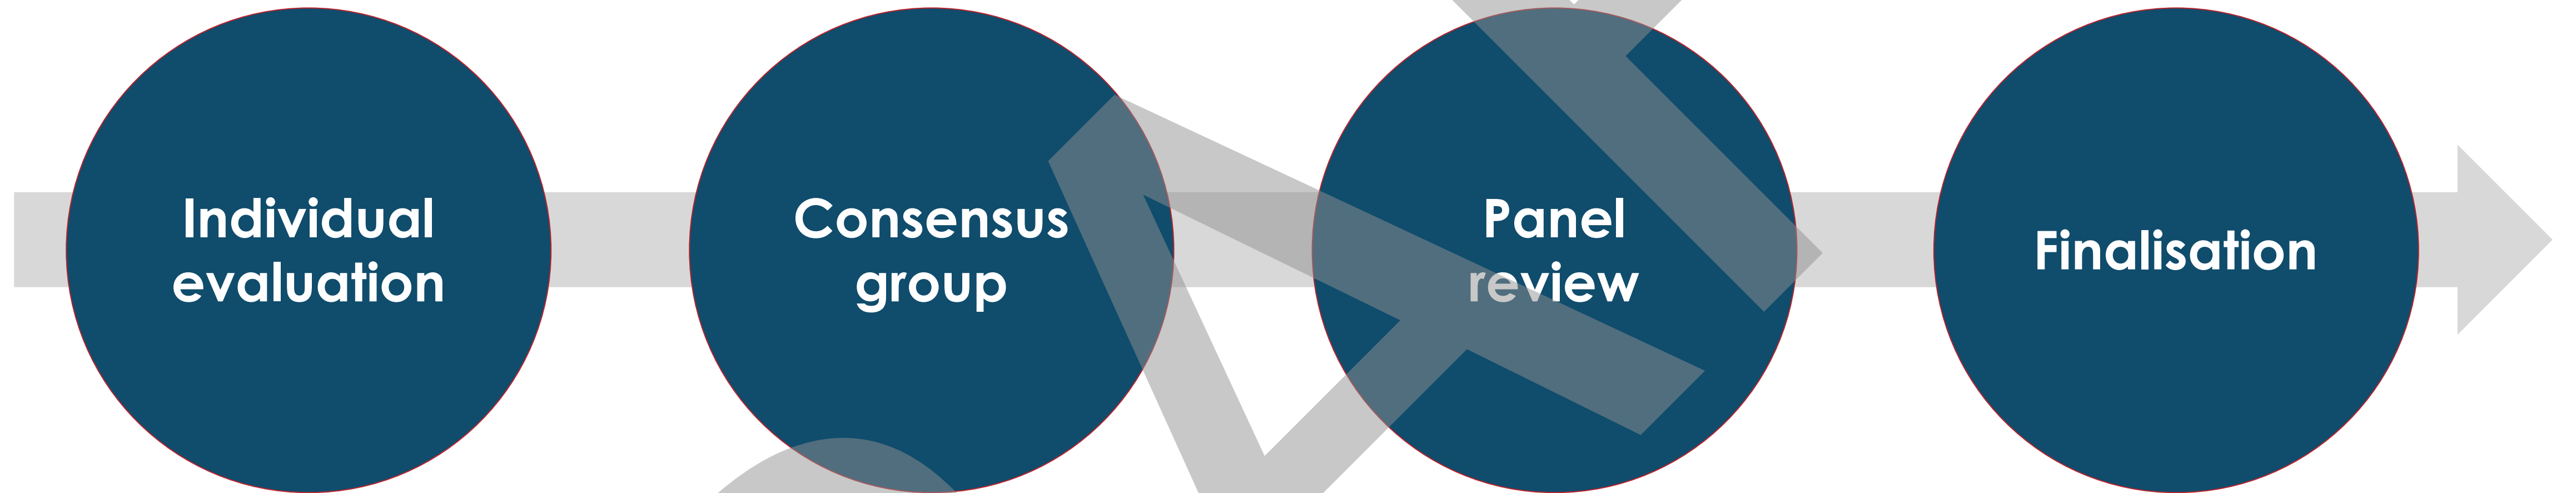 Individual
evaluation
Consensus
group
Panel
review
Finalisation